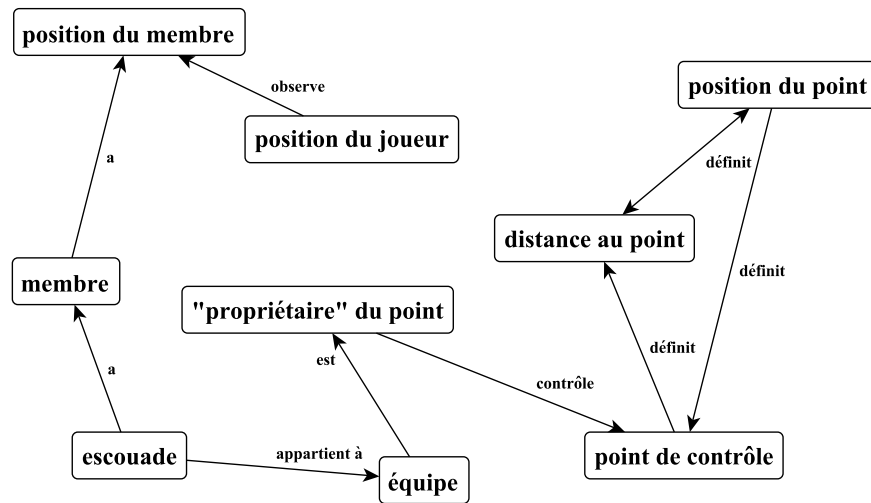 position du membre
observe
position du joueur
position du point
a
définit
distance au point
définit
membre
"propriétaire" du point
a
est
définit
contrôle
escouade
appartient à
équipe
point de contrôle